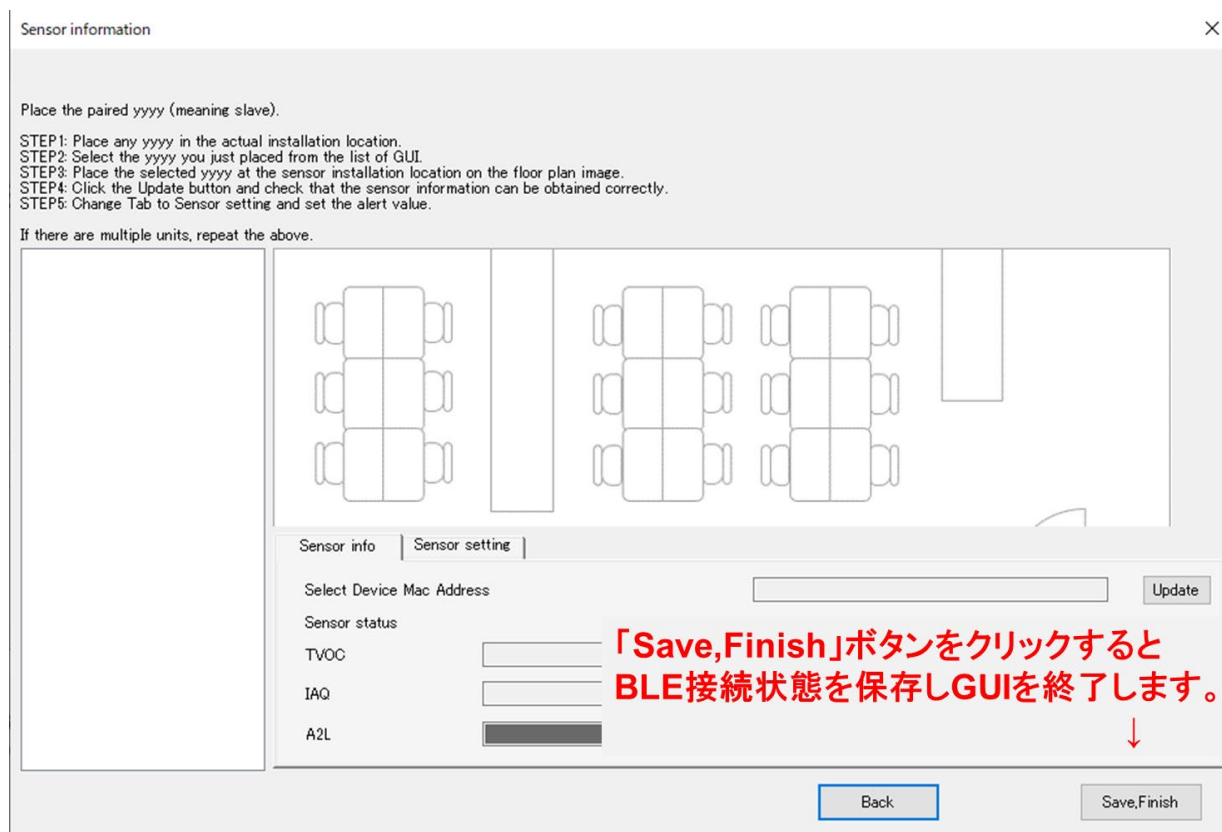 Sensor information
Place the paired yyyy (meaning slave).
STEP1: Place any yyyy in the actual installation location.
STEP2: Select the yyyy you just placed from the list of GUI.
STEP3: Place the selected yyyy at the sensor installation location on the floor plan image.
STEP4: Click the Update button and check that the sensor information can be obtained correctly.
STEP5: Change Tab to Sensor setting and set the alert value.
If there are multiple units, repeat the above.
Sensor info
Sensor setting
Select Device Mac Address
Update
Sensor status
TVOC
IAQ
A2L
「Save,Finish」ボタンをクリックすると
BLE接続状態を保存しGUIを終了します。
↓
Back
Save,Finish